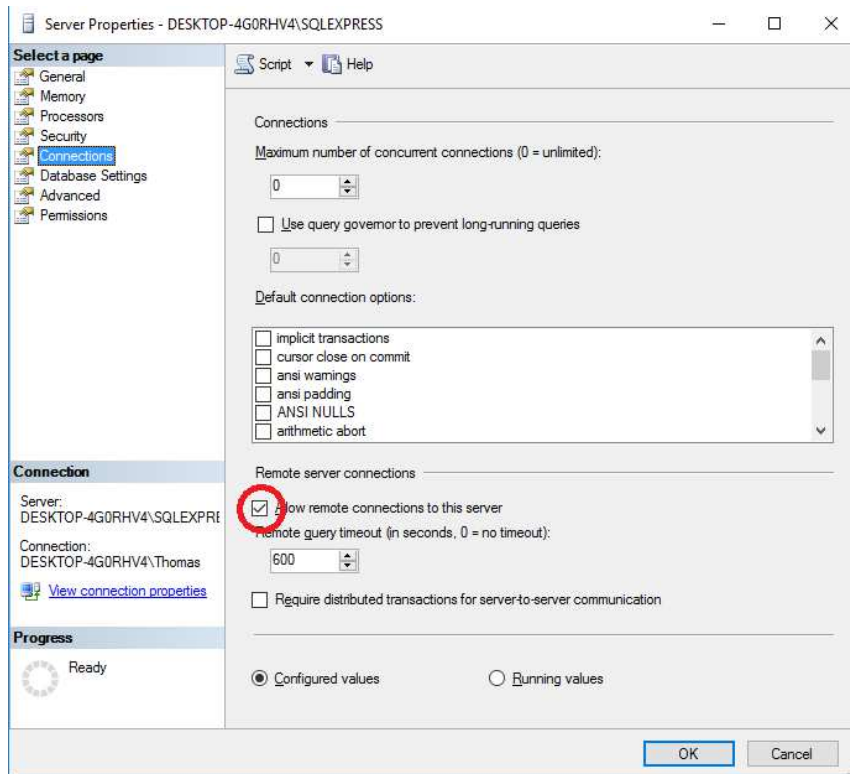 Server Properties - DESKTOP-4G0RHV4\SQLEXPRESS
Select a page
General
Memory
Processors
Security
Connections
Database Settings
Advanced
Permissions
Script
Help
Connections
Maximum number of concurrent connections (0 = unlimited):
0
Use query governor to prevent long-running queries
0
Default connection options:
implicit transactions
cursor close on commit
ansi warnings
ansi padding
ANSI NULLS
arithmetic abort
Remote server connections
Allow remote connections to this server
Remote query timeout (in seconds, 0 = no timeout):
600
Require distributed transactions for server-to-server communication
Configured values
Running values
Connection
Server:
DESKTOP-4G0RHV4\SQLEXPRE
Connection:
DESKTOP-4G0RHV4\Thomas
View connection properties
Progress
Ready
OK
Cancel